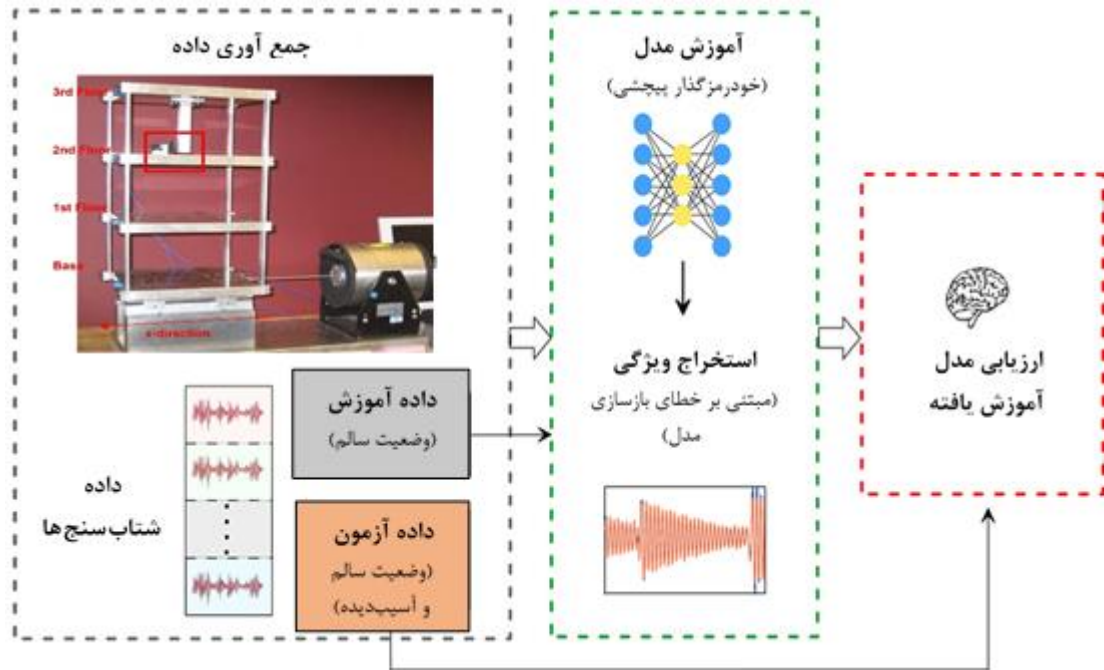 جمع آوری داده
3rd Floor
2nd Floor
1st Floor
Base
x-direction
داده
شتاب‌سنج‌ها
داده آموزش
(وضعیت سالم)
داده آزمون
(وضعیت سالم
و آسیب‌دیده)
آموزش مدل
(خودرمزگذار پیچشی)
استخراج ویژگی
(مبتنی بر خطای بازسازی
مدل)
ارزیابی مدل
آموزش یافته